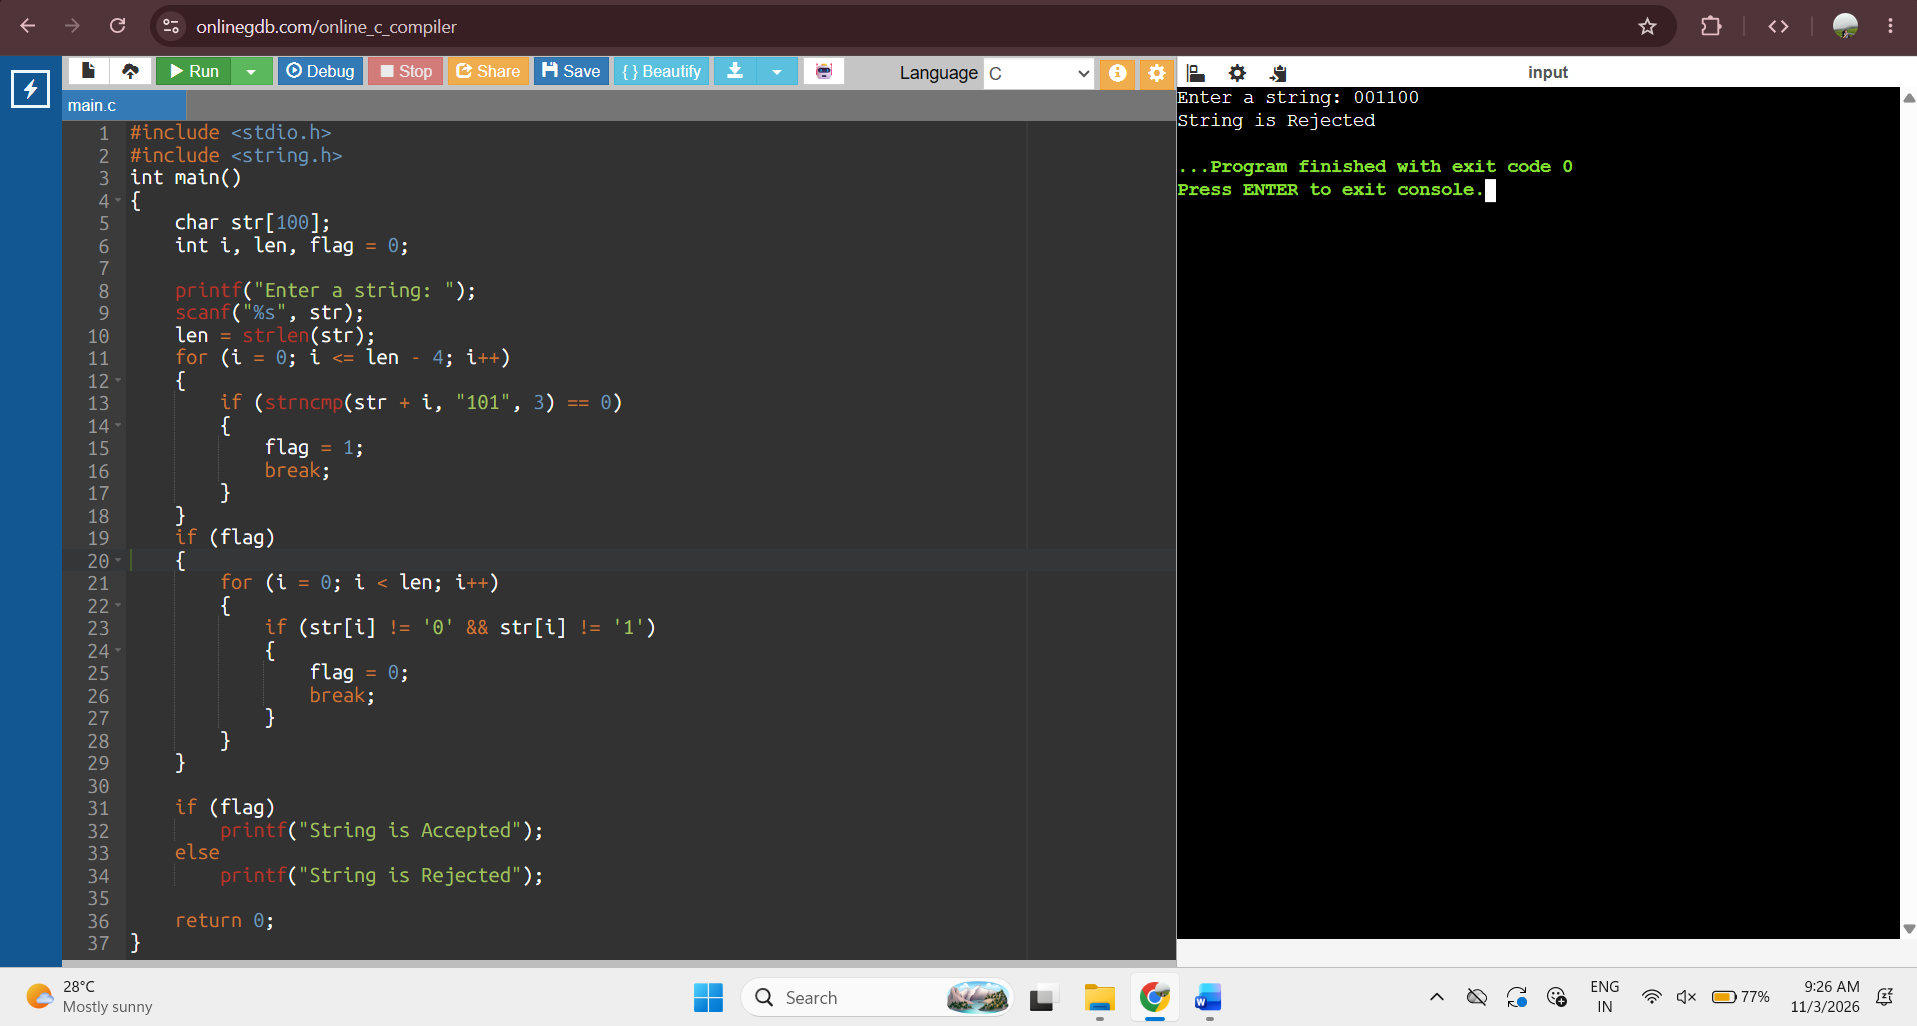 onlinegdb.com/online_c_compiler
Run
Debug
Stop
Share
Save
{ } Beautify
Language
C
input
main.c
1 #include <stdio.h>
2 #include <string.h>
3 int main()
4 {
5     char str[100];
6     int i, len, flag = 0;
7
8     printf("Enter a string: ");
9     scanf("%s", str);
10     len = strlen(str);
11     for (i = 0; i <= len - 4; i++)
12     {
13         if (strncmp(str + i, "101", 3) == 0)
14         {
15             flag = 1;
16             break;
17         }
18     }
19     if (flag)
20     {
21         for (i = 0; i < len; i++)
22         {
23             if (str[i] != '0' && str[i] != '1')
24             {
25                 flag = 0;
26                 break;
27             }
28         }
29     }
30
31     if (flag)
32         printf("String is Accepted");
33     else
34         printf("String is Rejected");
35
36     return 0;
37 }
Enter a string: 001100
String is Rejected
...Program finished with exit code 0
Press ENTER to exit console.
28°C
Mostly sunny
Search
ENG
IN
77%
9:26 AM
11/3/2026